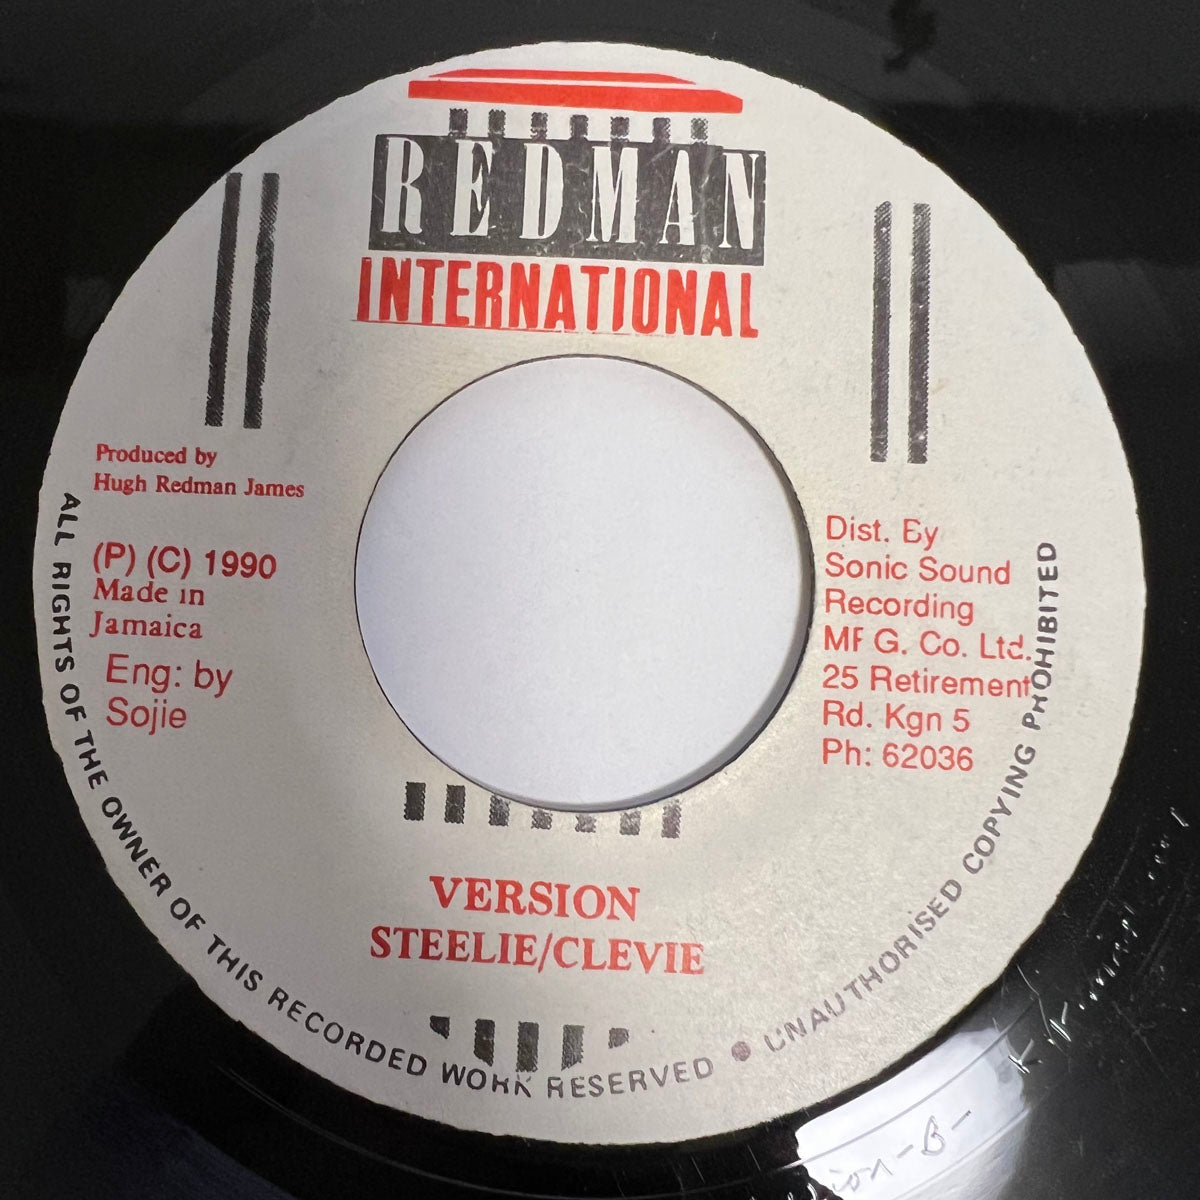 REDMAN
INTERNATIONAL
Produced by
Hugh Redman James
(P) (C) 1990
Made in
Jamaica
Eng: by
Sojie
Dist. By
Sonic Sound
Recording
MFG. Co. Ltd.
25 Retirement
Rd. Kgn 5
Ph: 62036
VERSION
STEELIE/CLEVIE
ALL RIGHTS OF THE OWNER OF THIS RECORDED WORK RESERVED ● UNAUTHORISED COPYING PROHIBITED
-B-